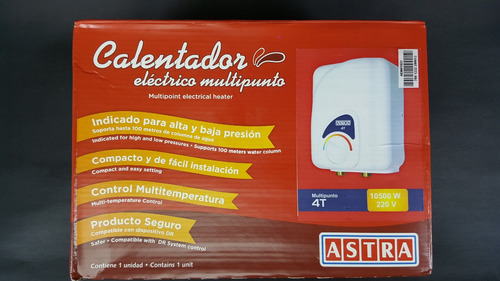 Calentador
eléctrico multipunto
Multipoint electrical heater
Indicado para alta y baja presión
Soporta hasta 100 metros de columna de agua
Indicated for high and low pressures • Supports 100 meters water column
Compacto y de fácil instalación
Compact and easy setting
Control Multitemperatura
Multi-temperature Control
Producto Seguro
Compatible con dispositivo DR
Safer • Compatible with DR System control
Contiene 1 unidad • Contains 1 unit
ASTRA
4T
Multipunto
4T
10500 W
220 V
ASTRA